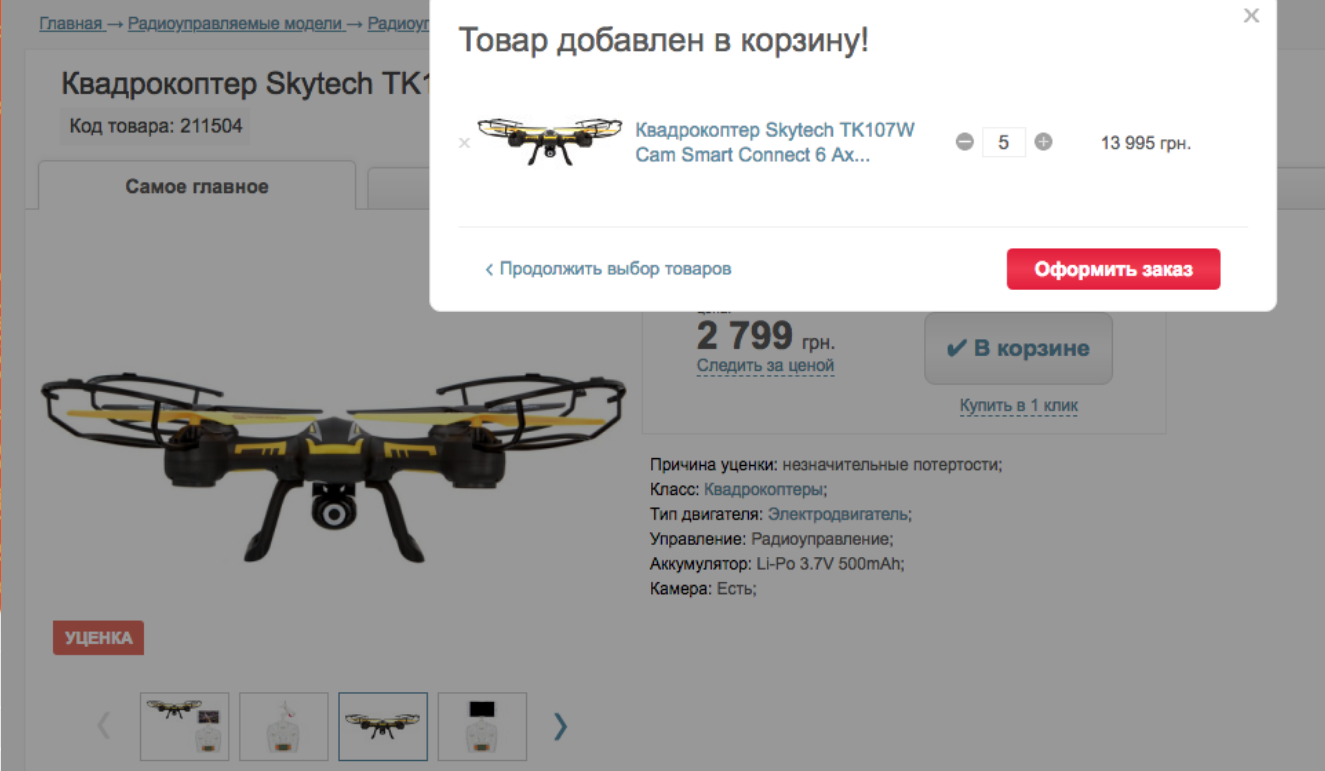 Главная → Радиоуправляемые модели → Радиоуг
Товар добавлен в корзину!
Квадрокоптер Skytech TK1
Код товара: 211504
Квадрокоптер Skytech TK107W
Cam Smart Connect 6 Ax...
5
13 995 грн.
Самое главное
Продолжить выбор товаров
Оформить заказ
2 799 грн.
Следить за ценой
В корзине
Купить в 1 клик
Причина уценки: незначительные потертости;
Класс: Квадрокоптеры;
Тип двигателя: Электродвигатель;
Управление: Радиоуправление;
Аккумулятор: Li-Po 3.7V 500mAh;
Камера: Есть;
УЦЕНКА